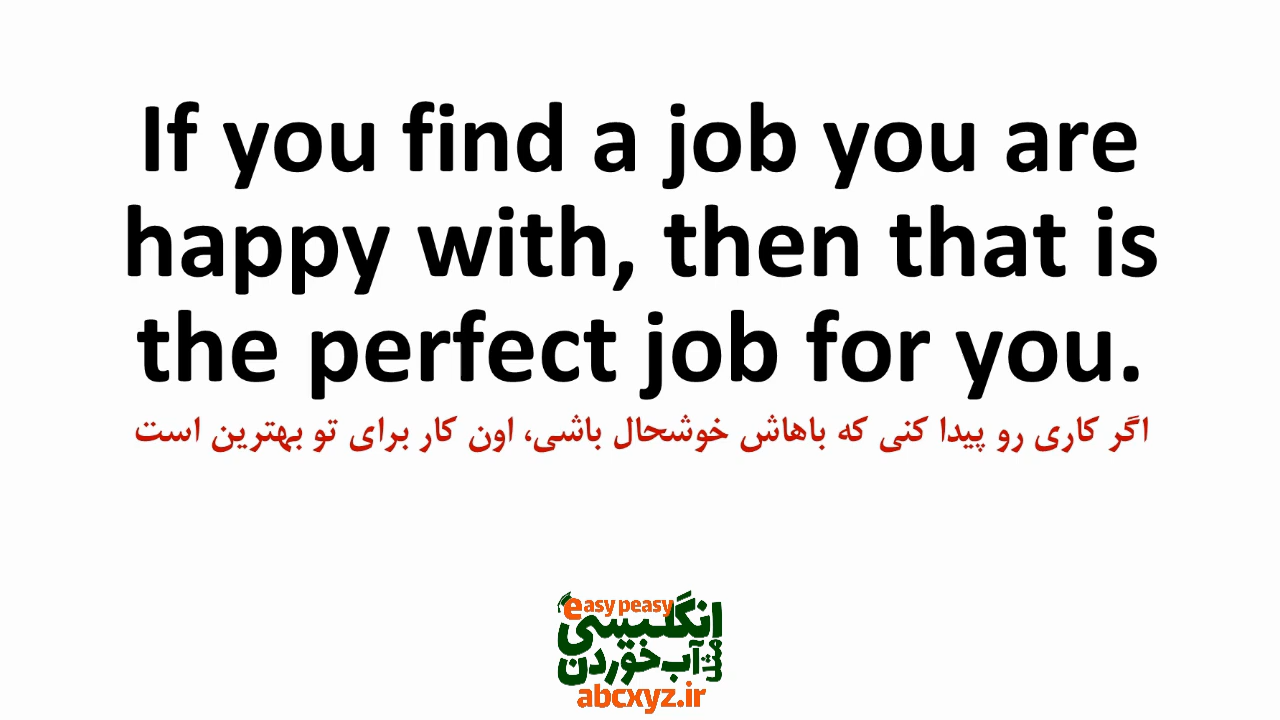 If you find a job you are
happy with, then that is
the perfect job for you.
اگر کاری رو پیدا کنی که باهاش خوشحال باشی، اون کار برای تو بهترین است
easy peasy
انگلیسی
مثل آب خوردن
abcxyz.ir